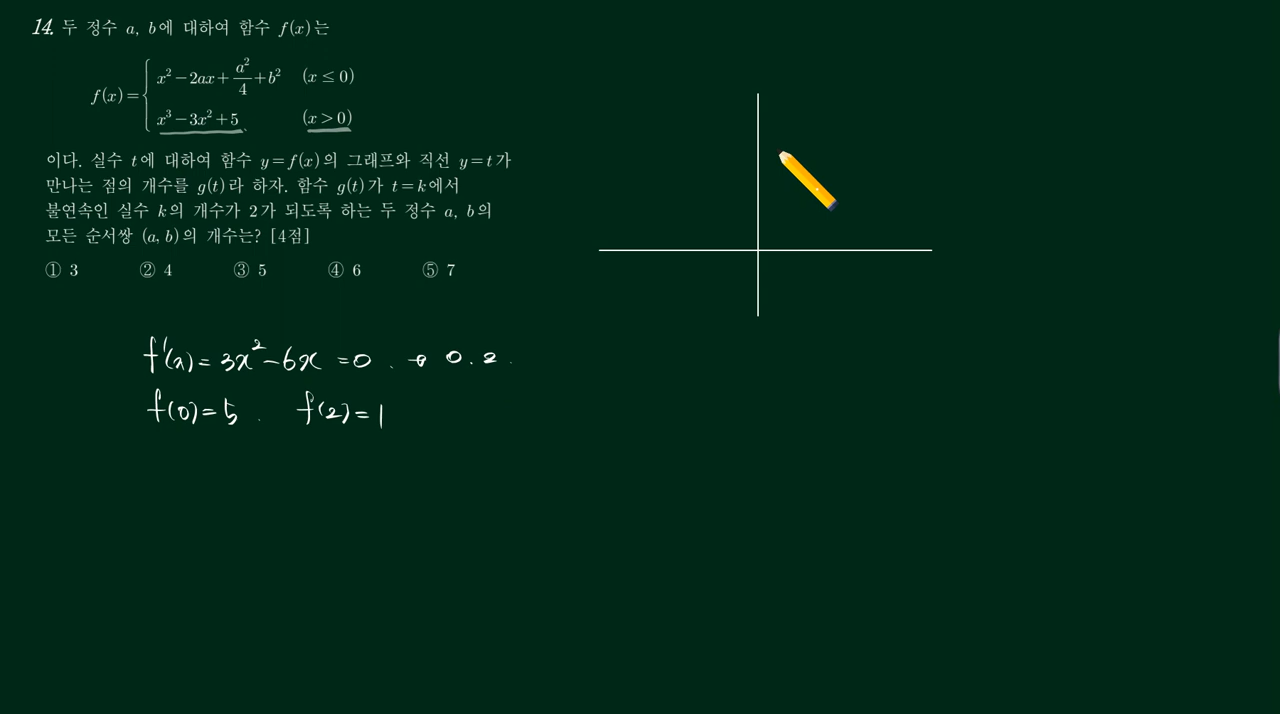 14. 두 정수 a, b에 대하여 함수 f(x)는
f(x)={ x²−2ax+a²/4+b² (x≤0)
x³−3x²+5 (x>0)
이다. 실수 t에 대하여 함수 y=f(x)의 그래프와 직선 y=t가
만나는 점의 개수를 g(t)라 하자. 함수 g(t)가 t=k에서
불연속인 실수 k의 개수가 2가 되도록 하는 두 정수 a, b의
모든 순서쌍 (a, b)의 개수는? [4점]
① 3 ② 4 ③ 5 ④ 6 ⑤ 7
f'(x)=3x²−6x=0. → 0. 2.
f(0)=5. f(2)=1